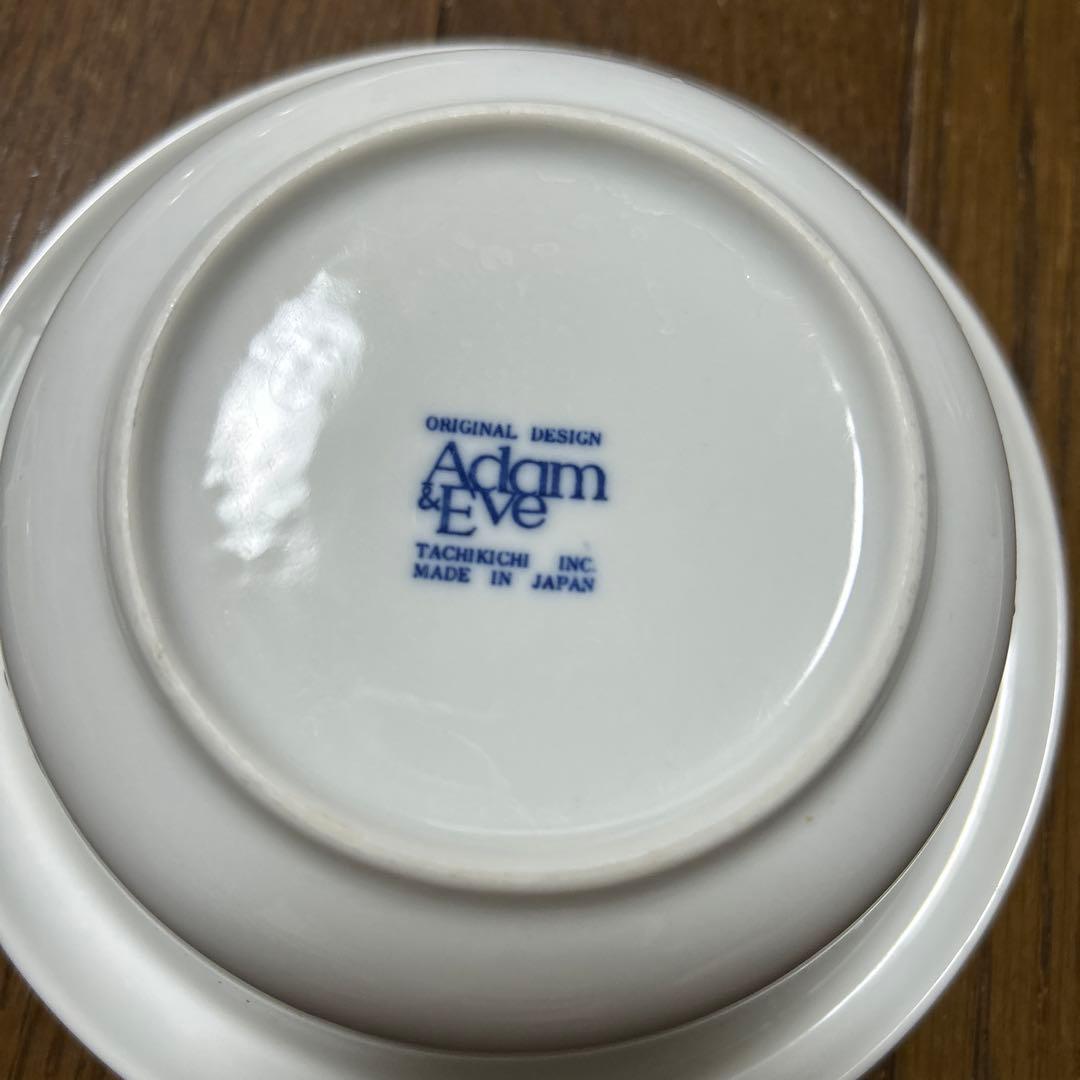 ORIGINAL DESIGN
Adam
& Eve
TACHIKICHI INC.
MADE IN JAPAN